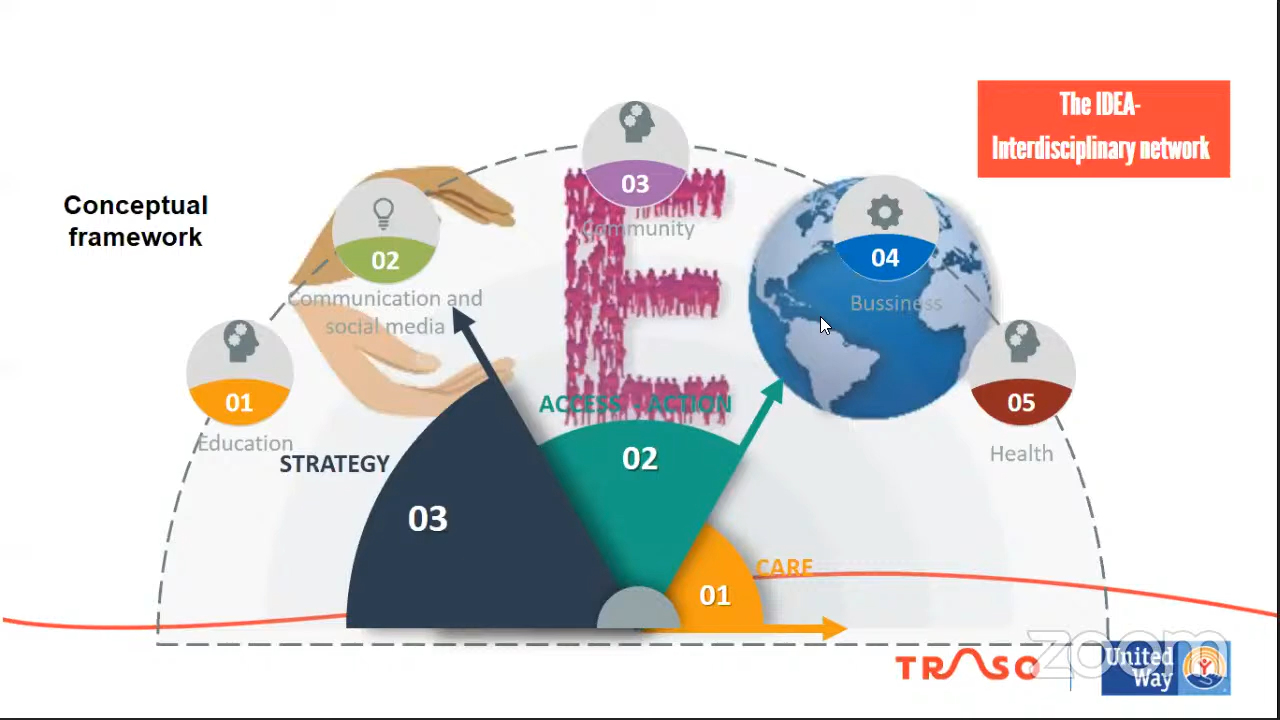 The IDEA-
Interdisciplinary network
Conceptual
framework
03
Community
02
Communication and
social media
04
Bussiness
01
Education
05
Health
ACCESS - ACTION
02
STRATEGY
03
CARE
01
TRASO
zoom
United
Way